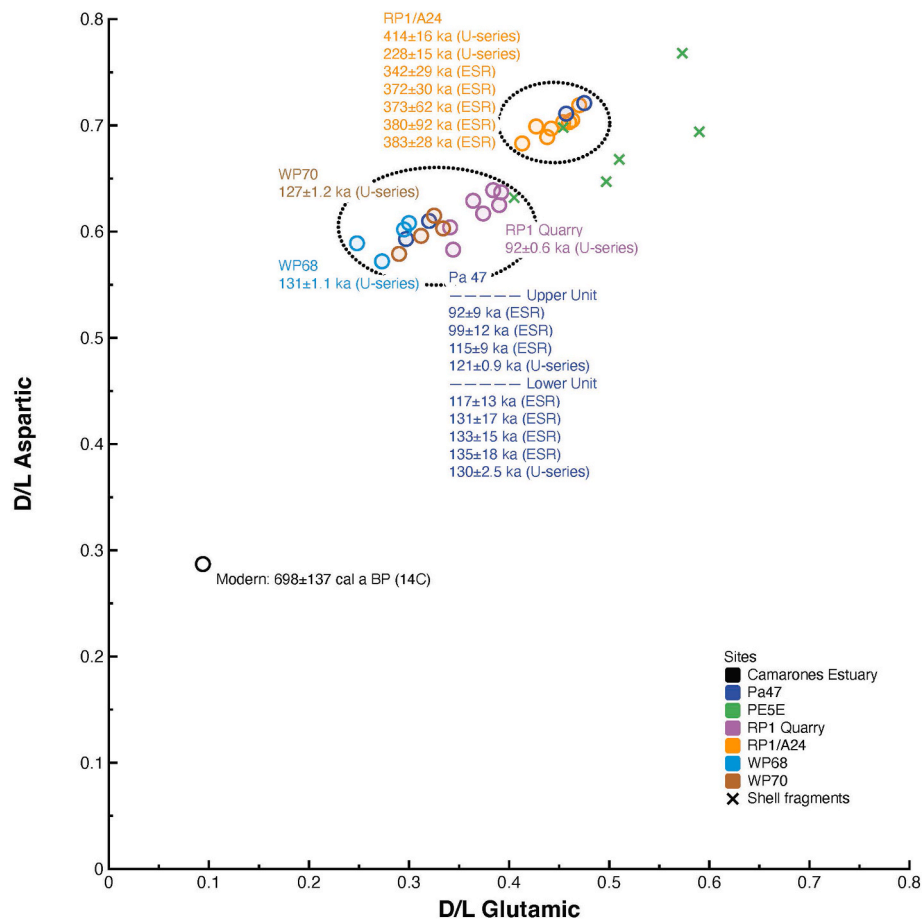 0.8
0.7
0.6
0.5
0.4
0.3
0.2
0.1
0
D/L Aspartic
RP1/A24
414±16 ka (U-series)
228±15 ka (U-series)
342±29 ka (ESR)
372±30 ka (ESR)
373±62 ka (ESR)
380±92 ka (ESR)
383±28 ka (ESR)
WP70
127±1.2 ka (U-series)
RP1 Quarry
92±0.6 ka (U-series)
WP68
131±1.1 ka (U-series)
Pa 47
————— Upper Unit
92±9 ka (ESR)
99±12 ka (ESR)
115±9 ka (ESR)
121±0.9 ka (U-series)
————— Lower Unit
117±13 ka (ESR)
131±17 ka (ESR)
133±15 ka (ESR)
135±18 ka (ESR)
130±2.5 ka (U-series)
Modern: 698±137 cal a BP (14C)
Sites
Camarones Estuary
Pa47
PE5E
RP1 Quarry
RP1/A24
WP68
WP70
Shell fragments
0 0.1 0.2 0.3 0.4 0.5 0.6 0.7 0.8
D/L Glutamic